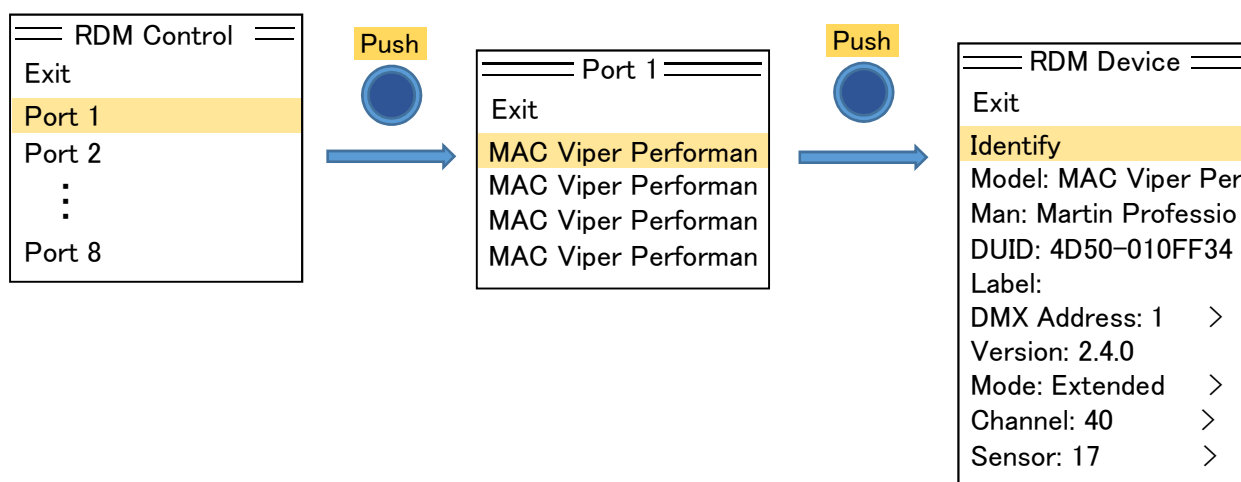 RDM Control
Exit
Port 1
Port 2
⋮
Port 8
Push
Port 1
Exit
MAC Viper Performan
MAC Viper Performan
MAC Viper Performan
MAC Viper Performan
Push
RDM Device
Exit
Identify
Model: MAC Viper Per
Man: Martin Professio
DUID: 4D50-010FF34
Label:
DMX Address: 1 >
Version: 2.4.0
Mode: Extended >
Channel: 40 >
Sensor: 17 >